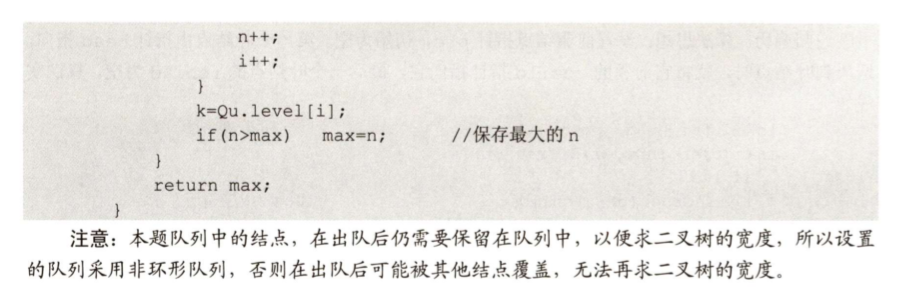 n++;
i++;
}
k=Qu.level[i];
if(n>max) max=n; //保存最大的n
}
return max;
}
注意：本题队列中的结点，在出队后仍需要保留在队列中，以便求二叉树的宽度，所以设置
的队列采用非环形队列，否则在出队后可能被其他结点覆盖，无法再求二叉树的宽度。